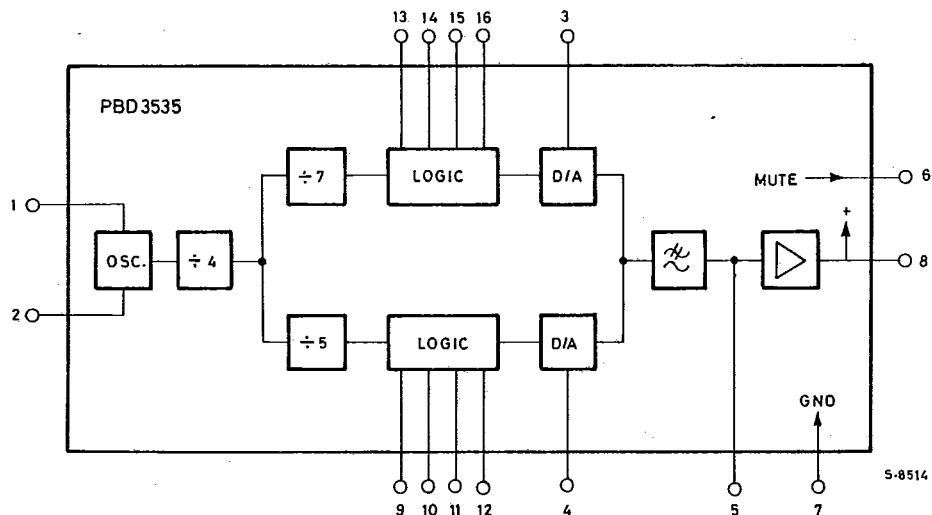 13 14 15 16 3
PBD3535
÷7 LOGIC D/A
MUTE 6
1
+
OSC. ÷4 8
2
÷5 LOGIC D/A
GND
S-8514
9 10 11 12 4 5 7